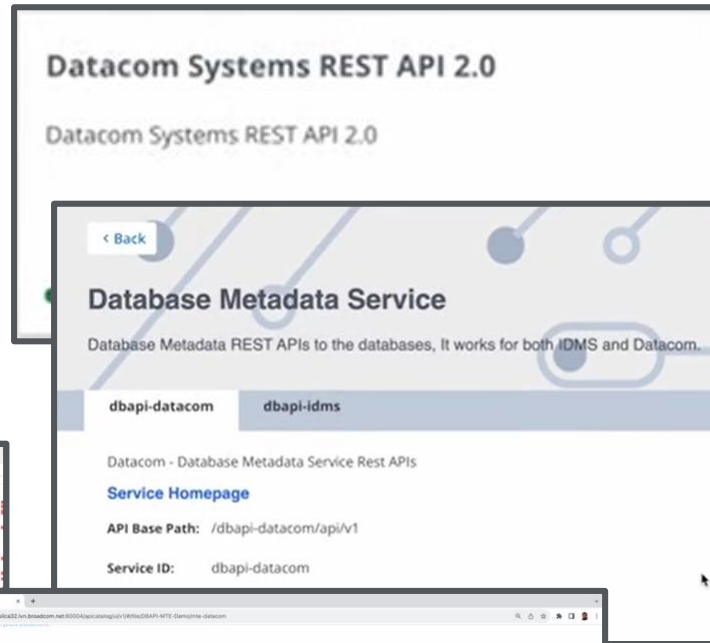 Datacom Systems REST API 2.0
Datacom Systems REST API 2.0
< Back
Database Metadata Service
Database Metadata REST APIs to the databases, It works for both IDMS and Datacom.
dbapi-datacom dbapi-idms
Datacom - Database Metadata Service Rest APIs
Service Homepage
API Base Path: /dbapi-datacom/api/v1
Service ID: dbapi-datacom